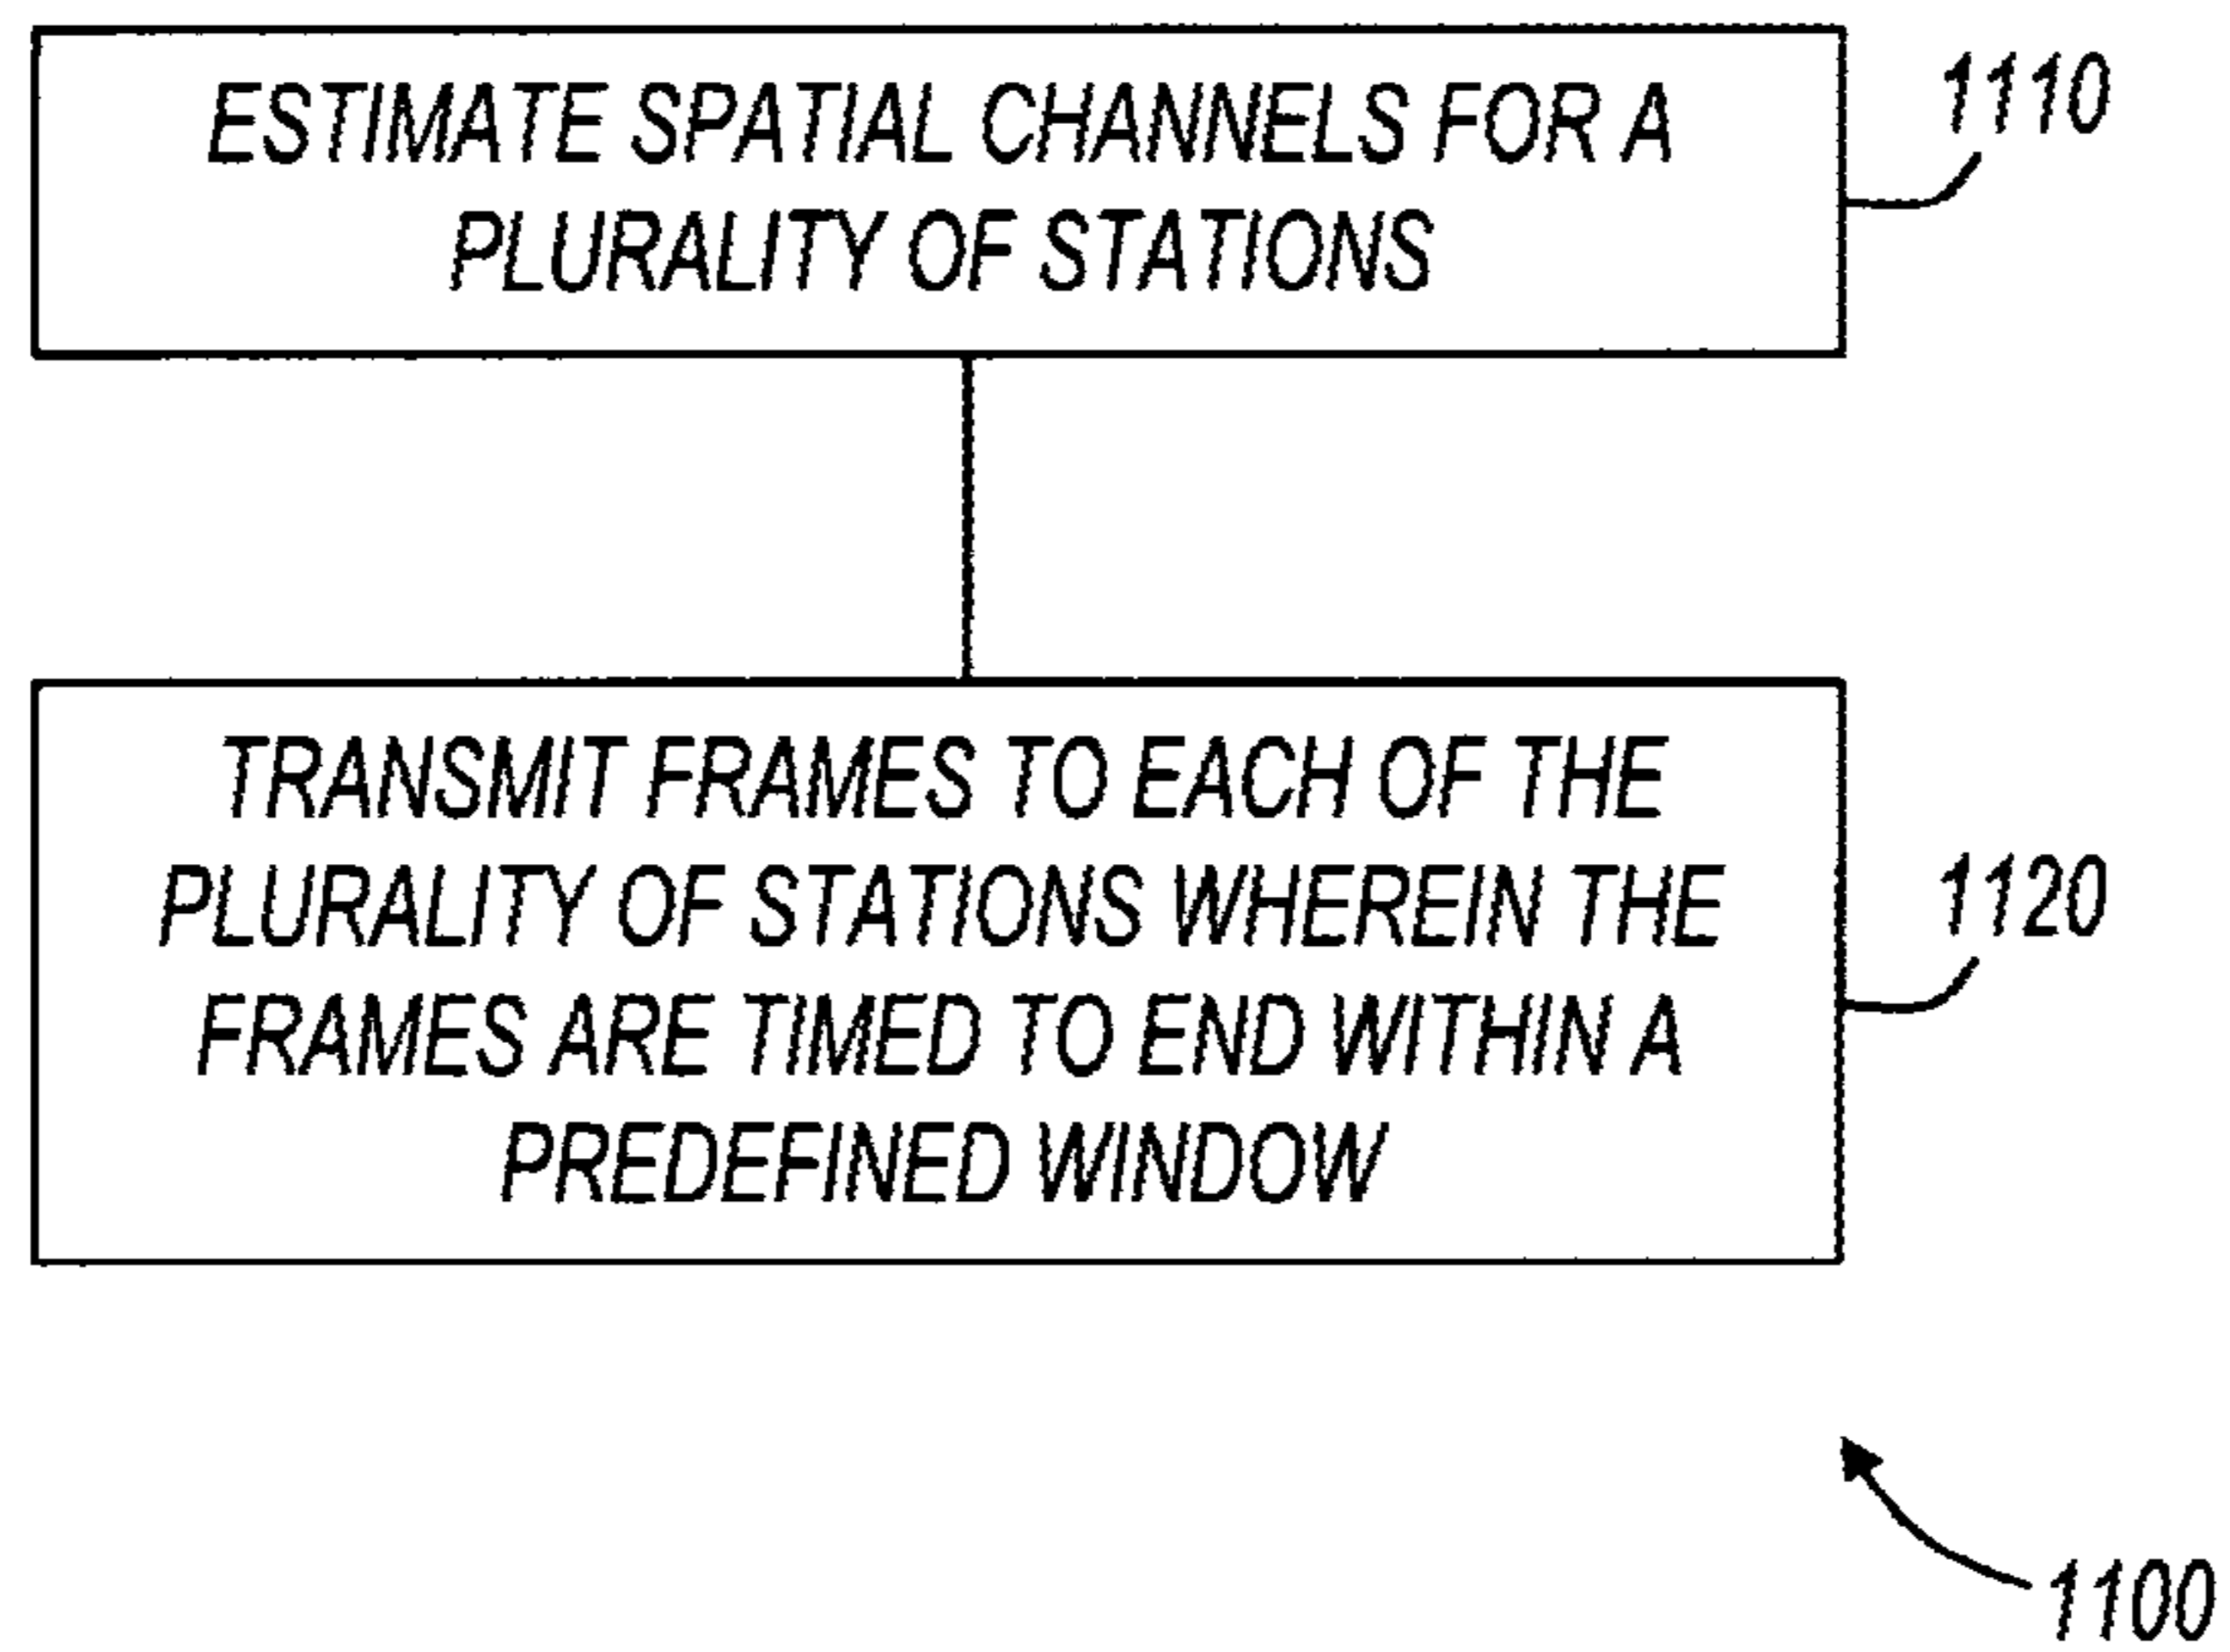 ESTIMATE SPATIAL CHANNELS FOR A
PLURALITY OF STATIONS
1110
TRANSMIT FRAMES TO EACH OF THE
PLURALITY OF STATIONS WHEREIN THE
FRAMES ARE TIMED TO END WITHIN A
PREDEFINED WINDOW
1120
1100